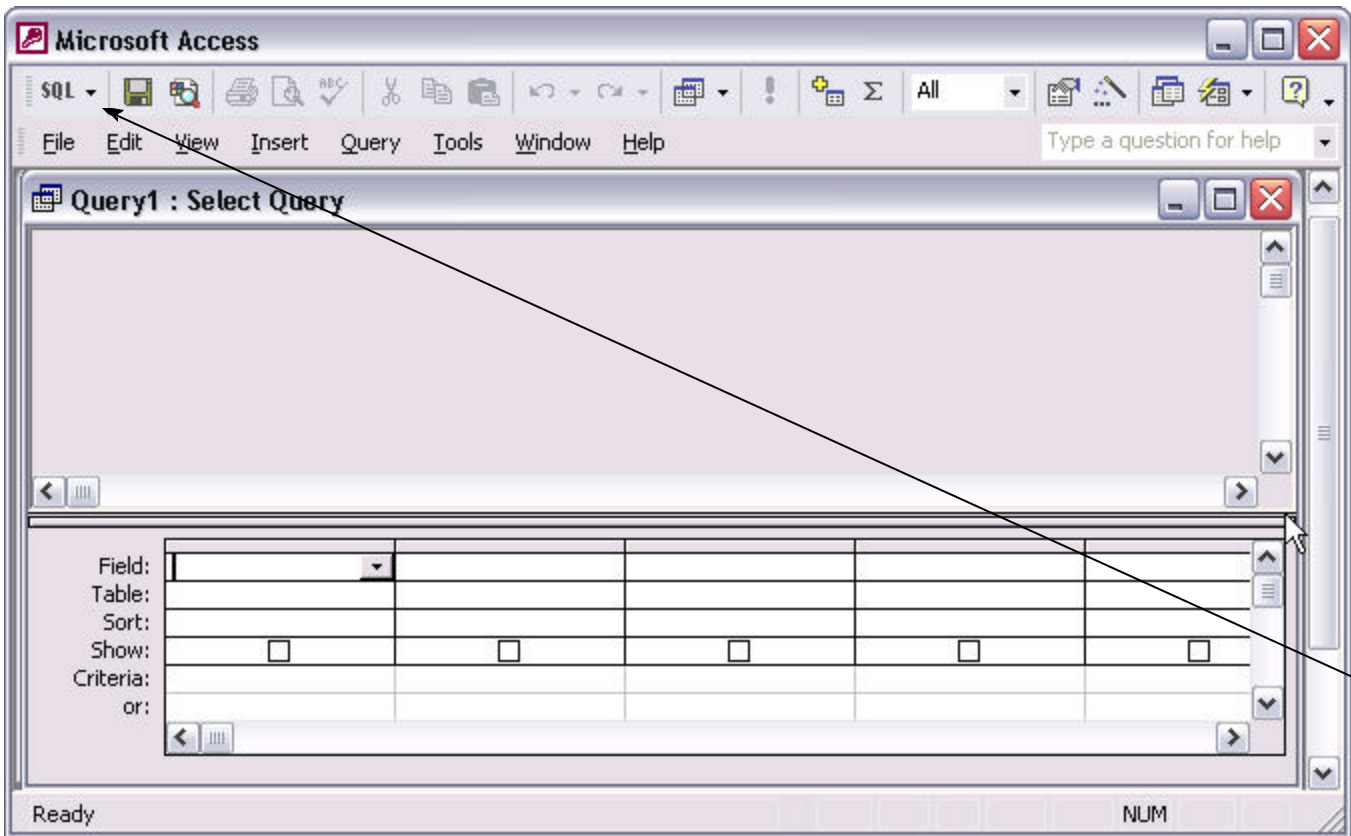 Microsoft Access
SQL ABC Σ All
File Edit View Insert Query Tools Window Help Type a question for help
Query1 : Select Query
Field:
Table:
Sort:
Show:
Criteria:
or:
Ready NUM